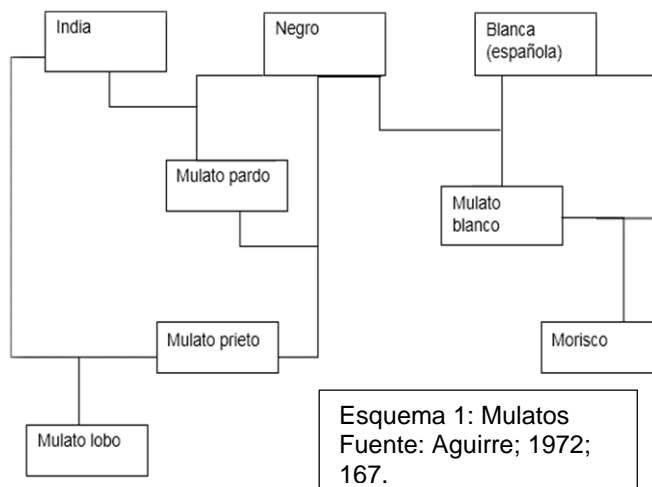 India
Negro
Blanca
(española)
Mulato pardo
Mulato
blanco
Mulato prieto
Morisco
Mulato lobo
Esquema 1: Mulatos
Fuente: Aguirre; 1972;
167.